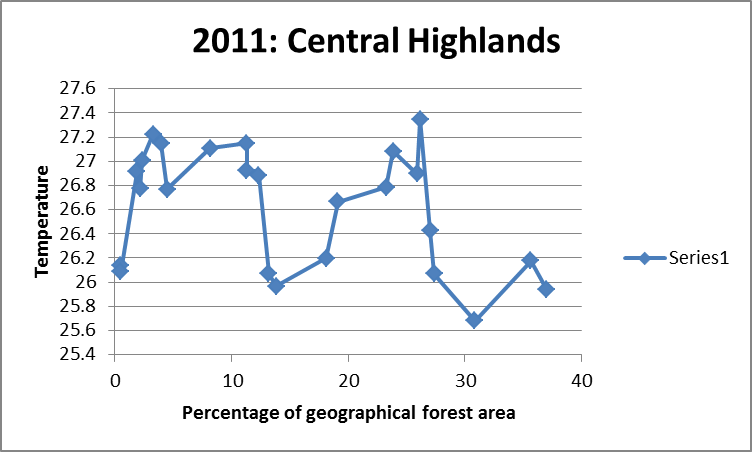 2011: Central Highlands
27.6
27.4
27.2
27
26.8
26.6
26.4
26.2
26
25.8
25.6
25.4
Temperature
0 10 20 30 40
Percentage of geographical forest area
Series1